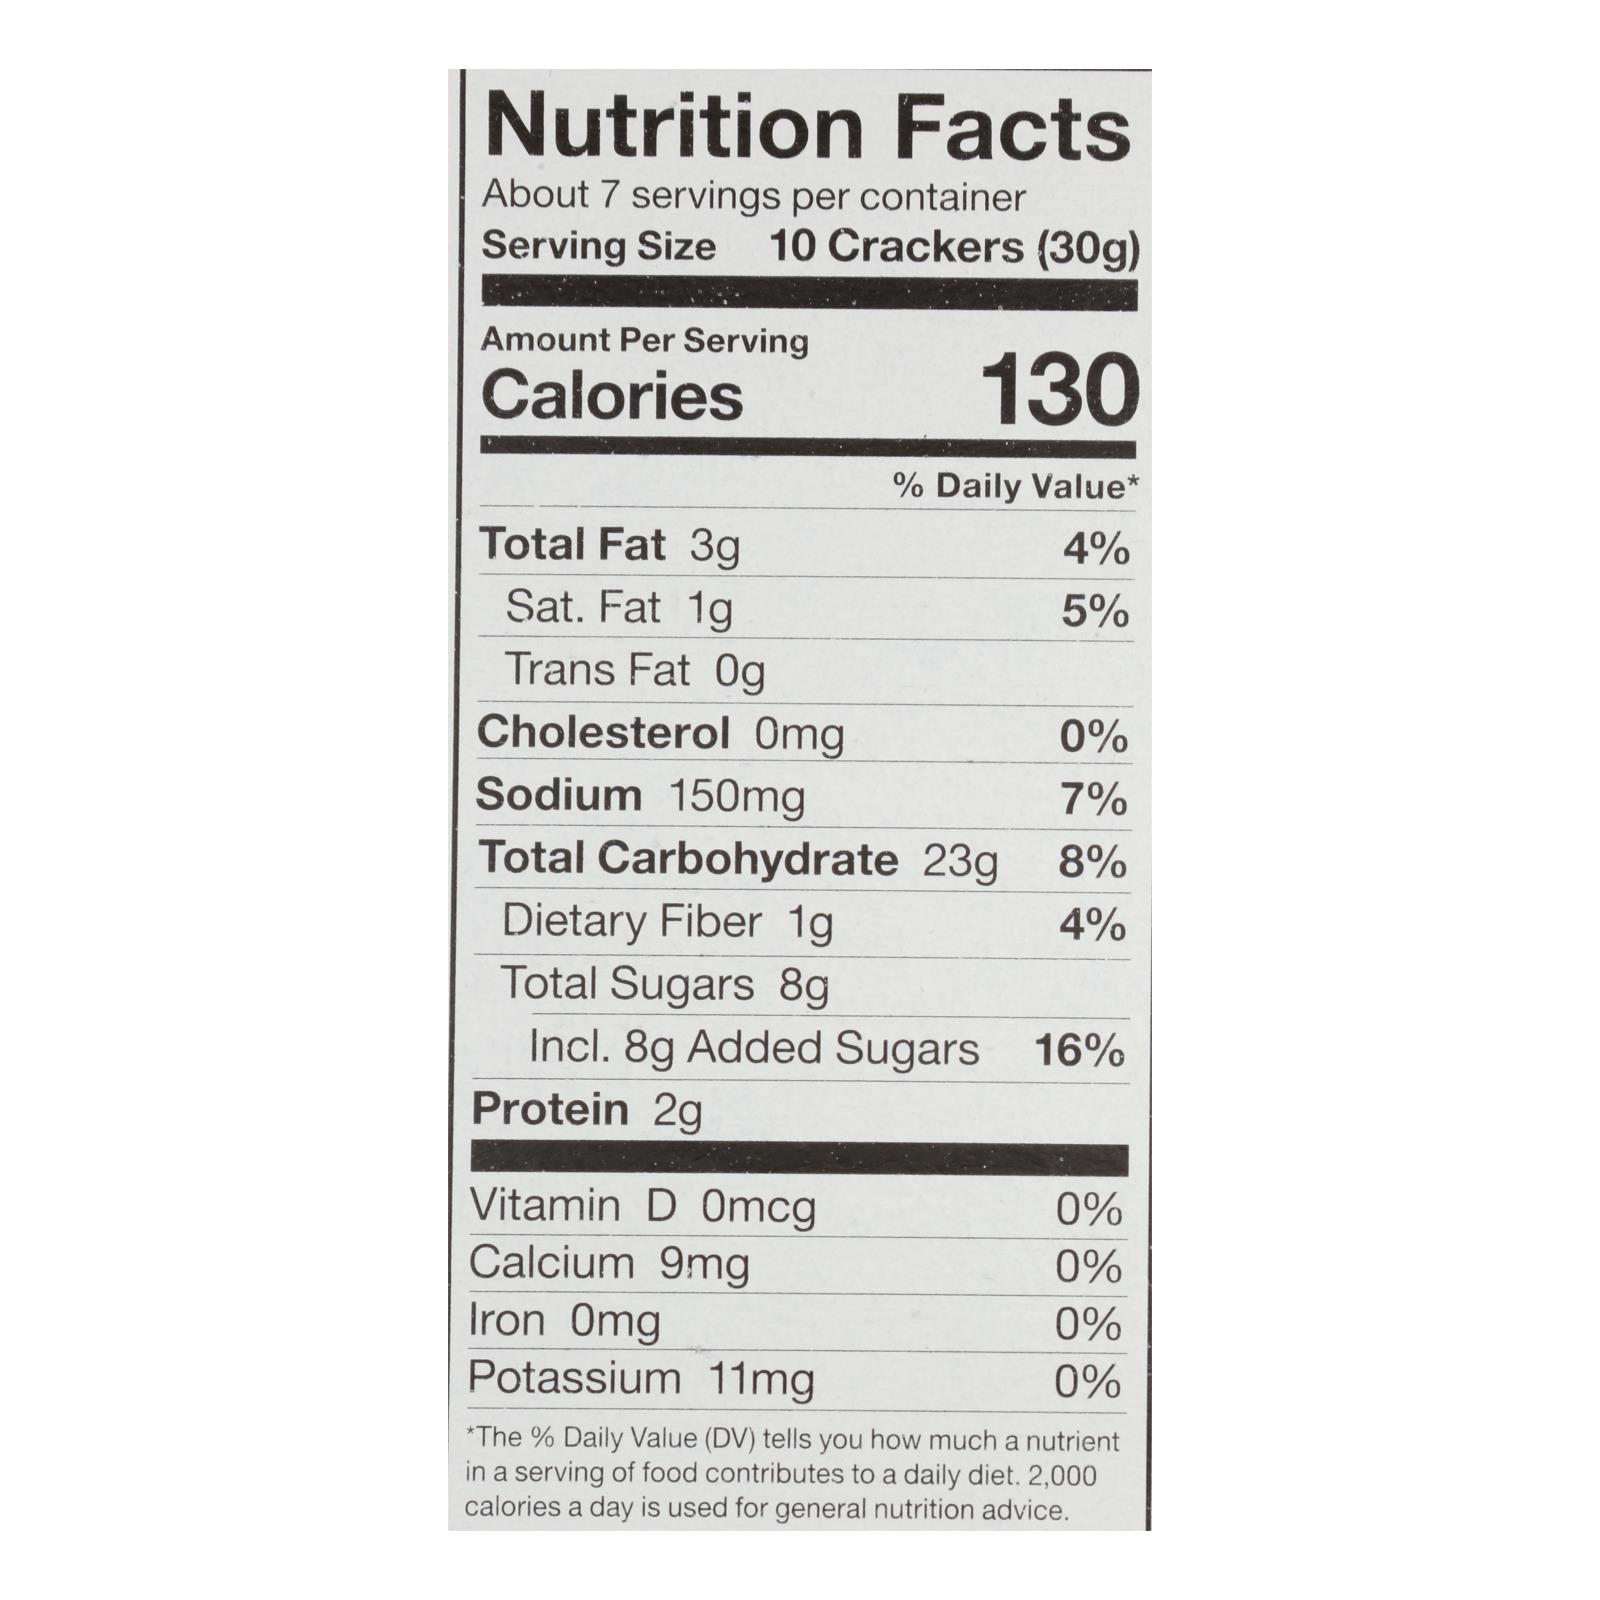 Nutrition Facts
About 7 servings per container
Serving Size 10 Crackers (30g)
Amount Per Serving
Calories 130
% Daily Value*
Total Fat 3g 4%
Sat. Fat 1g 5%
Trans Fat 0g
Cholesterol 0mg 0%
Sodium 150mg 7%
Total Carbohydrate 23g 8%
Dietary Fiber 1g 4%
Total Sugars 8g
Incl. 8g Added Sugars 16%
Protein 2g
Vitamin D 0mcg 0%
Calcium 9mg 0%
Iron 0mg 0%
Potassium 11mg 0%
*The % Daily Value (DV) tells you how much a nutrient
in a serving of food contributes to a daily diet. 2,000
calories a day is used for general nutrition advice.